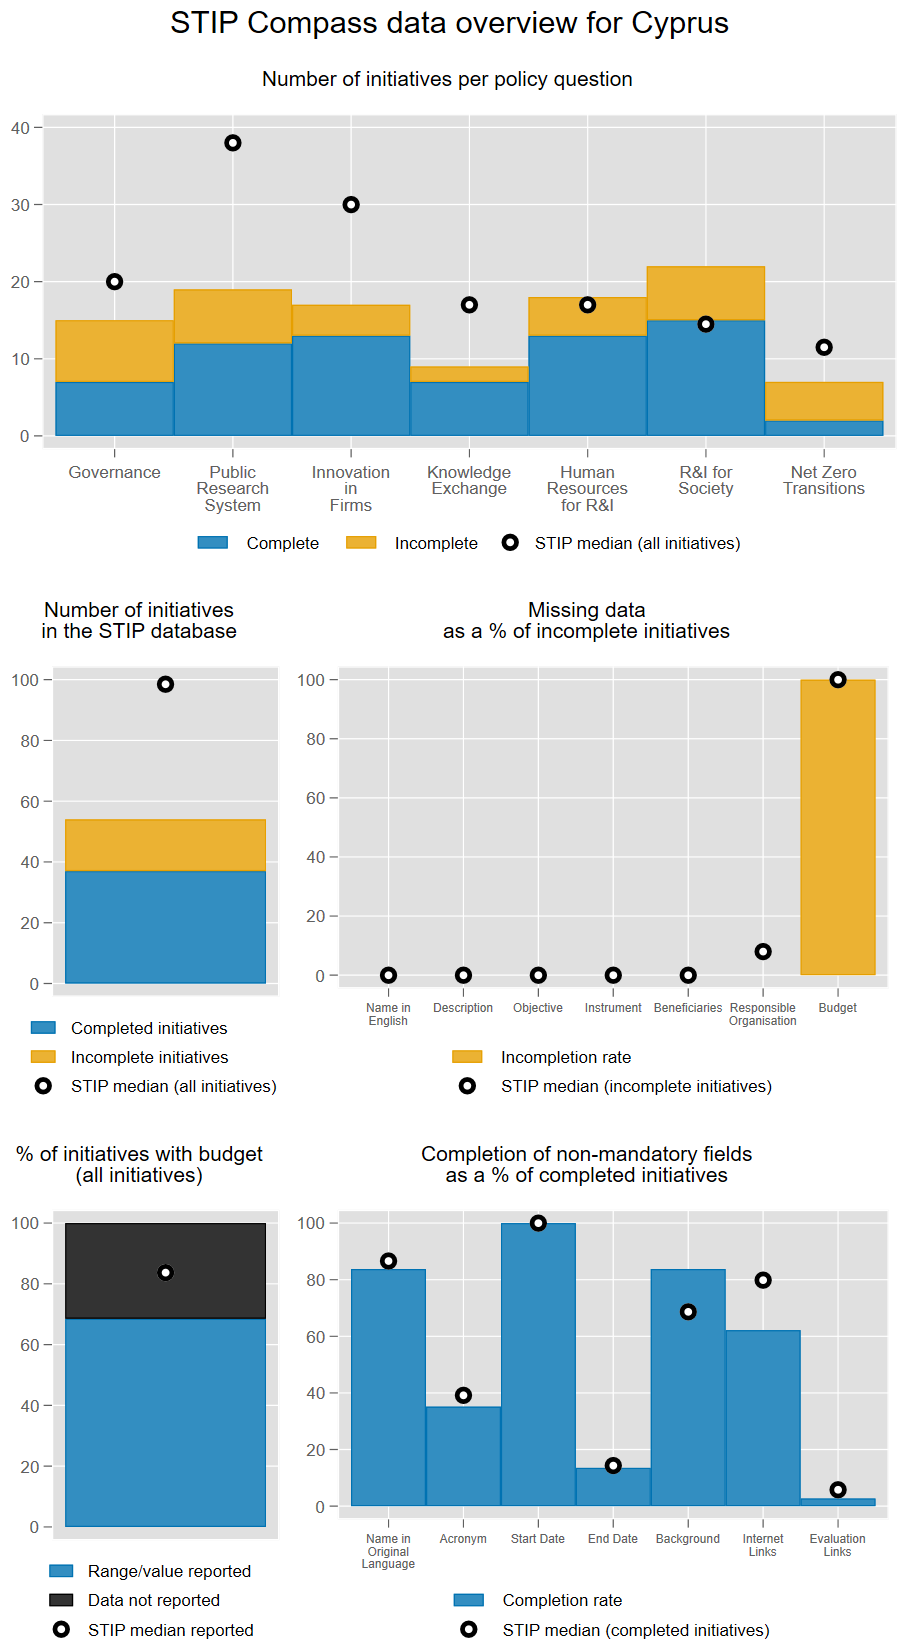 STIP Compass data overview for Cyprus
Number of initiatives per policy question
40
30
20
10
0
Governance
Public
Research
System
Innovation
in
Firms
Knowledge
Exchange
Human
Resources
for R&I
R&I for
Society
Net Zero
Transitions
Complete
Incomplete
STIP median (all initiatives)
Number of initiatives
in the STIP database
100
80
60
40
20
0
Completed initiatives
Incomplete initiatives
STIP median (all initiatives)
Missing data
as a % of incomplete initiatives
100
80
60
40
20
0
Name in
English
Description
Objective
Instrument
Beneficiaries
Responsible
Organisation
Budget
Incompletion rate
STIP median (incomplete initiatives)
% of initiatives with budget
(all initiatives)
100
80
60
40
20
0
Range/value reported
Data not reported
STIP median reported
Completion of non-mandatory fields
as a % of completed initiatives
100
80
60
40
20
0
Name in
Original
Language
Acronym
Start Date
End Date
Background
Internet
Links
Evaluation
Links
Completion rate
STIP median (completed initiatives)